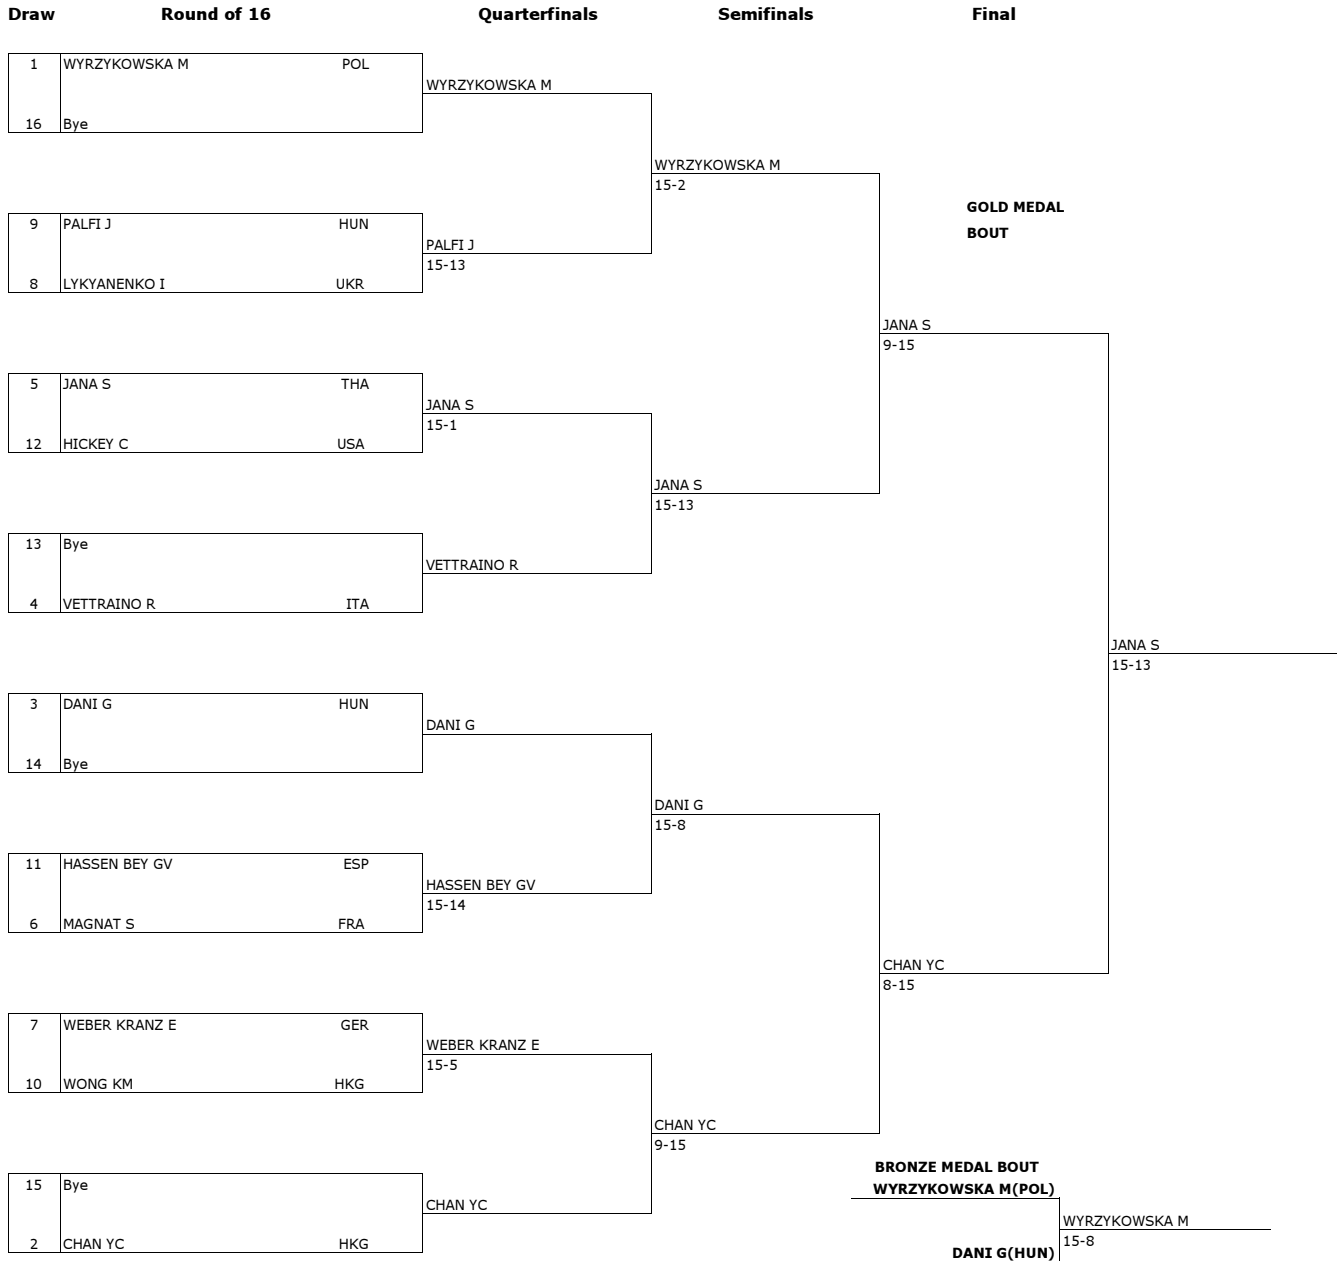 Draw Round of 16 Quarterfinals Semifinals Final
1 WYRZYKOWSKA M POL
WYRZYKOWSKA M
16 Bye
WYRZYKOWSKA M
15-2
GOLD MEDAL
BOUT
9 PALFI J HUN
PALFI J
15-13
8 LYKYANENKO I UKR
JANA S
9-15
5 JANA S THA
JANA S
15-1
12 HICKEY C USA
JANA S
15-13
13 Bye
VETTRAINO R
4 VETTRAINO R ITA
JANA S
15-13
3 DANI G HUN
DANI G
14 Bye
DANI G
15-8
11 HASSEN BEY GV ESP
HASSEN BEY GV
15-14
6 MAGNAT S FRA
CHAN YC
8-15
7 WEBER KRANZ E GER
WEBER KRANZ E
15-5
10 WONG KM HKG
CHAN YC
9-15
15 Bye
CHAN YC
2 CHAN YC HKG
BRONZE MEDAL BOUT
WYRZYKOWSKA M(POL)
WYRZYKOWSKA M
15-8
DANI G(HUN)